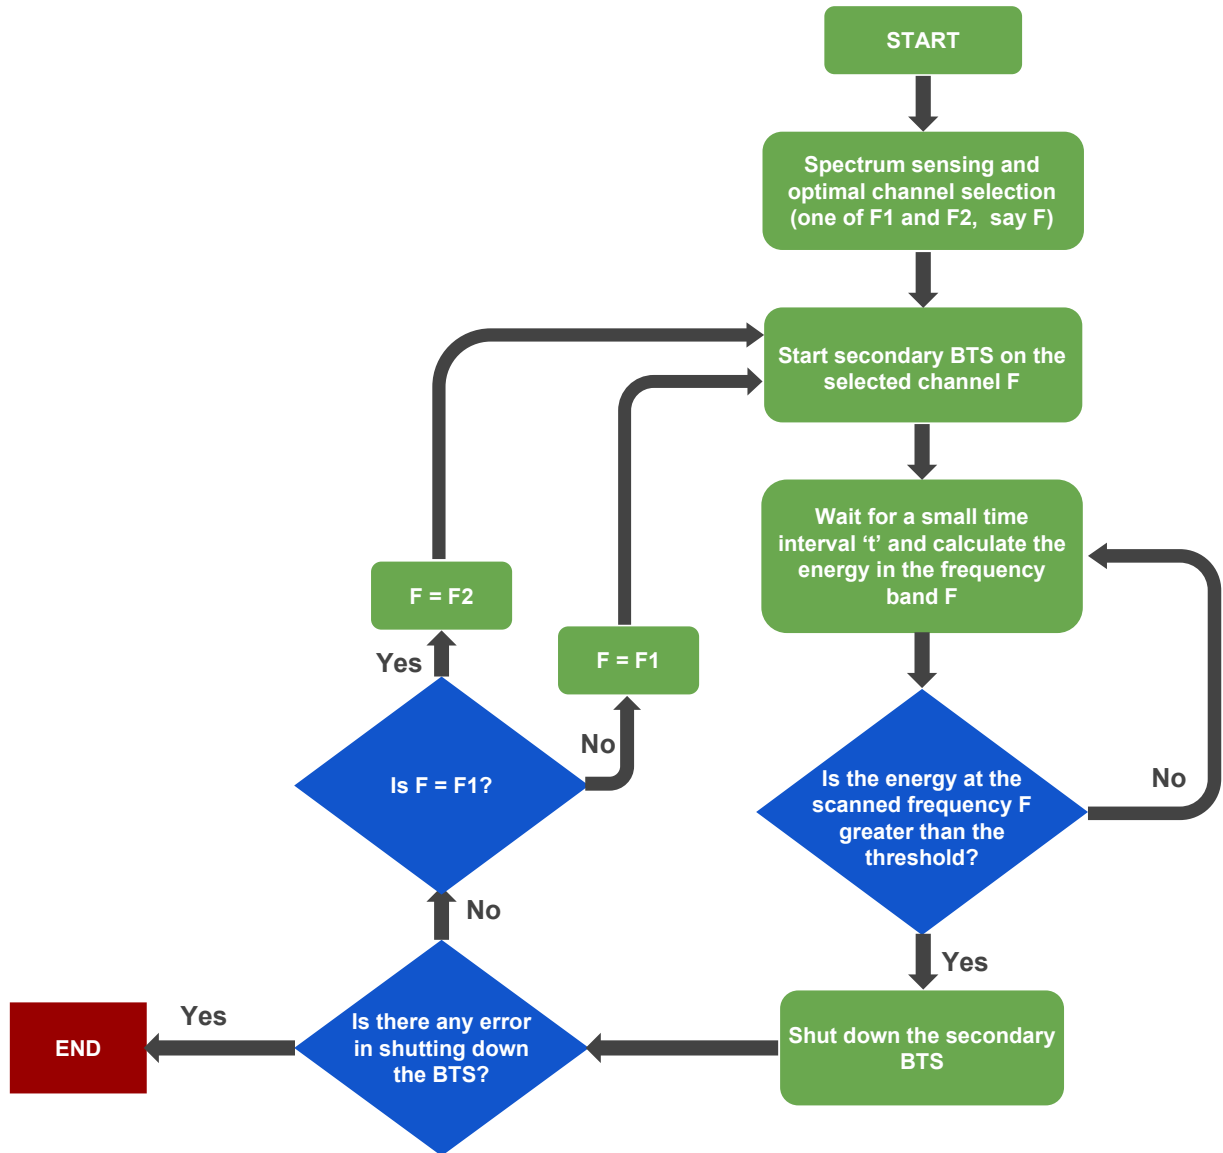 START
Spectrum sensing and
optimal channel selection
(one of F1 and F2,  say F)
Start secondary BTS on the
selected channel F
Wait for a small time
interval ‘t’ and calculate the
energy in the frequency
band F
F = F2
Yes
F = F1
No
Is F = F1?
Is the energy at the
scanned frequency F
greater than the
threshold?
No
No
Yes
Yes
END
Is there any error
in shutting down
the BTS?
Shut down the secondary
BTS